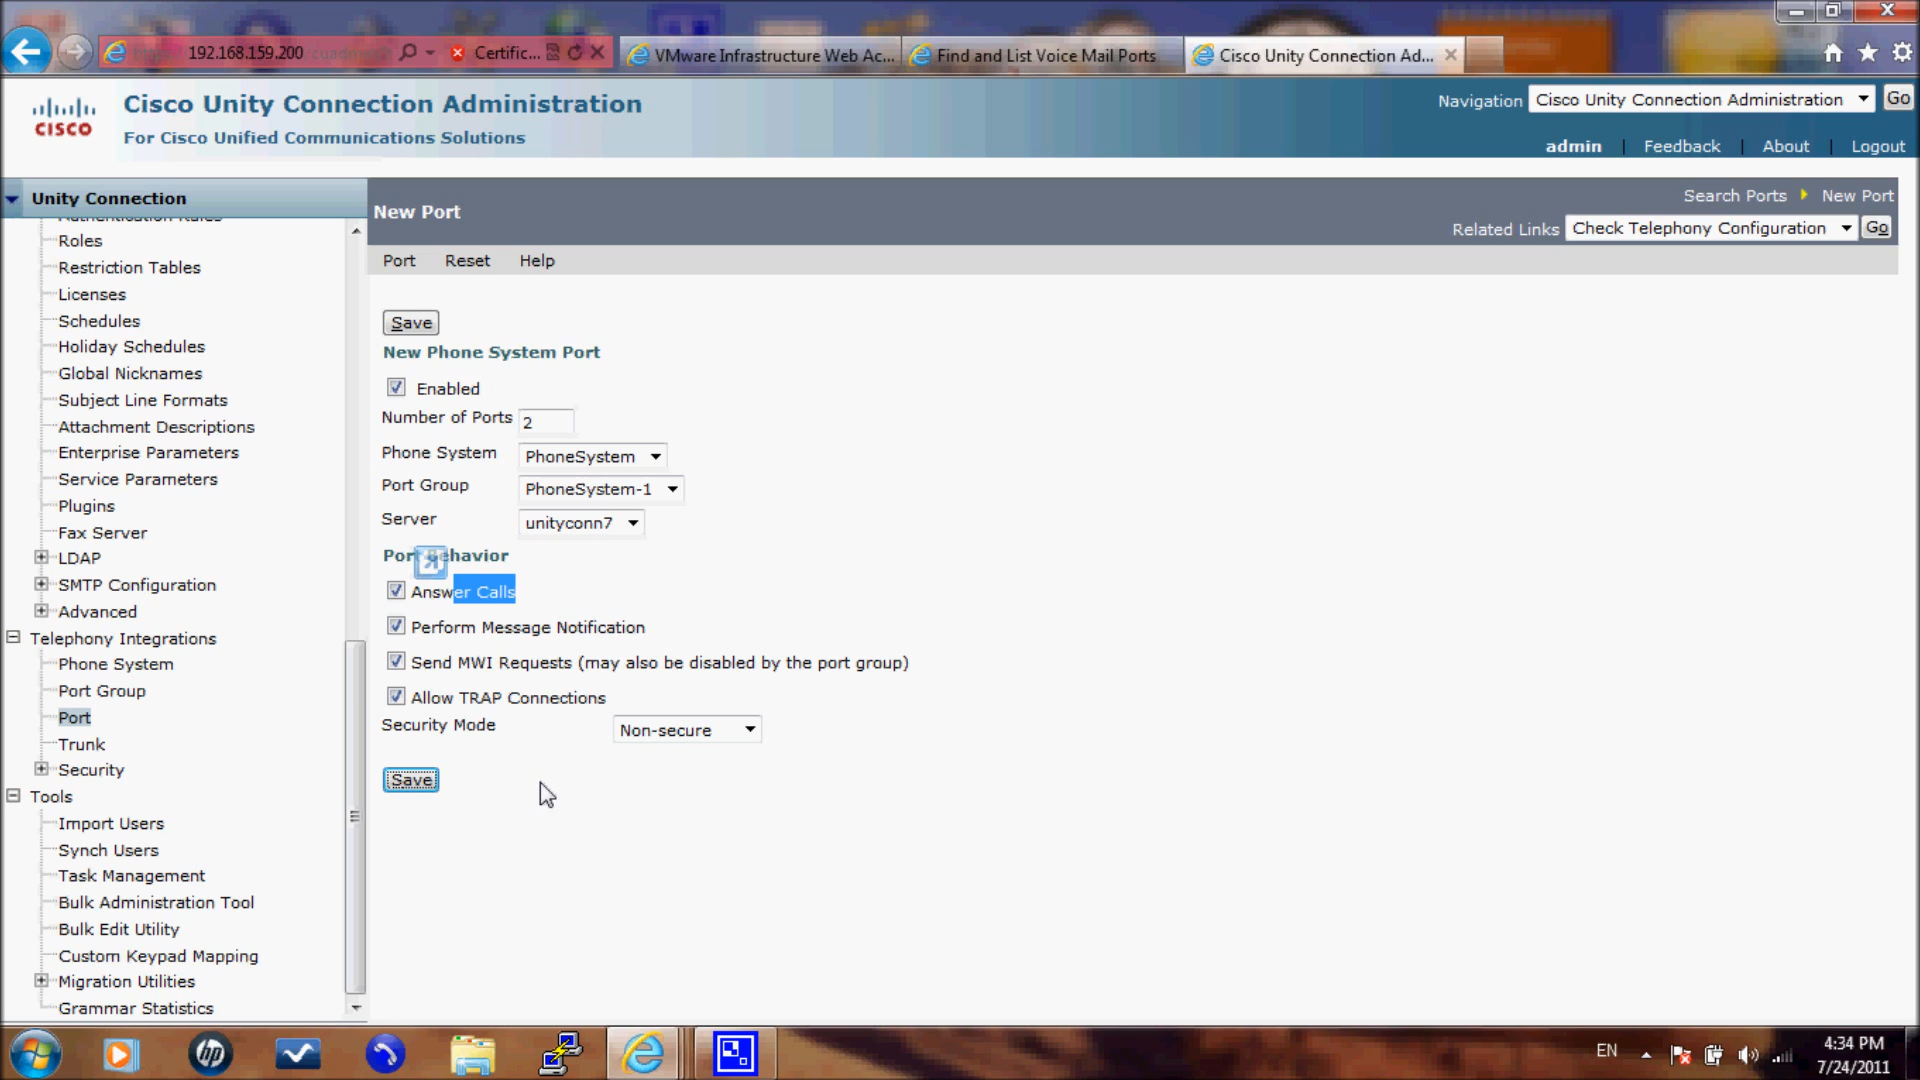 192.168.159.200
Certific...
VMware Infrastructure Web Ac...
Find and List Voice Mail Ports
Cisco Unity Connection Ad...
CISCO
Cisco Unity Connection Administration
For Cisco Unified Communications Solutions
Navigation Cisco Unity Connection Administration Go
admin | Feedback | About | Logout
Unity Connection
Roles
Restriction Tables
Licenses
Schedules
Holiday Schedules
Global Nicknames
Subject Line Formats
Attachment Descriptions
Enterprise Parameters
Service Parameters
Plugins
Fax Server
LDAP
SMTP Configuration
Advanced
Telephony Integrations
Phone System
Port Group
Port
Trunk
Security
Tools
Import Users
Synch Users
Task Management
Bulk Administration Tool
Bulk Edit Utility
Custom Keypad Mapping
Migration Utilities
Grammar Statistics
New Port
Search Ports New Port
Related Links Check Telephony Configuration Go
Port Reset Help
Save
New Phone System Port
Enabled
Number of Ports 2
Phone System PhoneSystem
Port Group PhoneSystem-1
Server unityconn7
Port Behavior
Answer Calls
Perform Message Notification
Send MWI Requests (may also be disabled by the port group)
Allow TRAP Connections
Security Mode Non-secure
Save
hp
EN
4:34 PM
7/24/2011